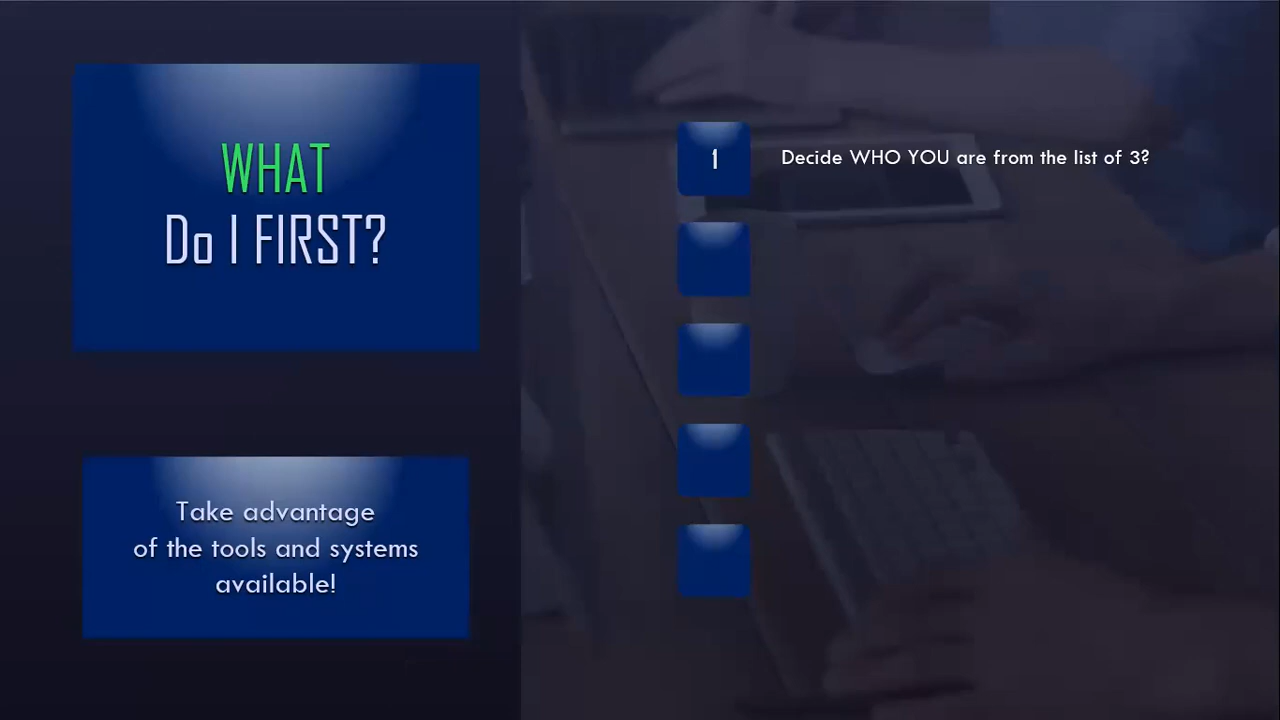 WHAT
Do I FIRST?
Take advantage
of the tools and systems
available!
1
Decide WHO YOU are from the list of 3?